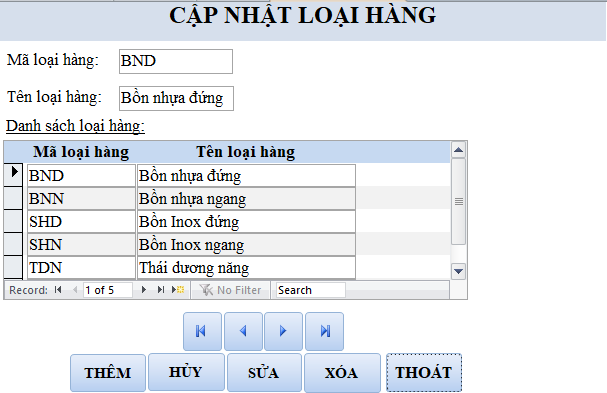 CẬP NHẬT LOẠI HÀNG
Mã loại hàng: BND
Tên loại hàng: Bồn nhựa đứng
Danh sách loại hàng:
Mã loại hàng Tên loại hàng
BND Bồn nhựa đứng
BNN Bồn nhựa ngang
SHD Bồn Inox đứng
SHN Bồn Inox ngang
TDN Thái dương năng
Record: 1 of 5 No Filter Search
THÊM HỦY SỬA XÓA THOÁT